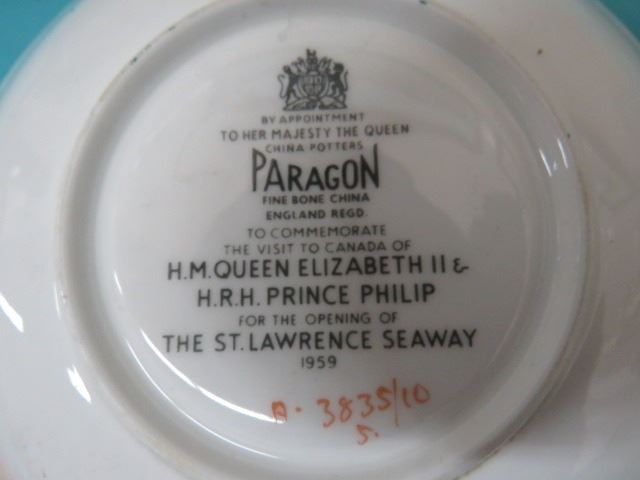 BY APPOINTMENT
TO HER MAJESTY THE QUEEN
CHINA POTTERS
PARAGON
FINE BONE CHINA
ENGLAND REGD.
TO COMMEMORATE
THE VISIT TO CANADA OF
H.M. QUEEN ELIZABETH II &
H.R.H. PRINCE PHILIP
FOR THE OPENING OF
THE ST. LAWRENCE SEAWAY
1959
A. 3835/10
S.